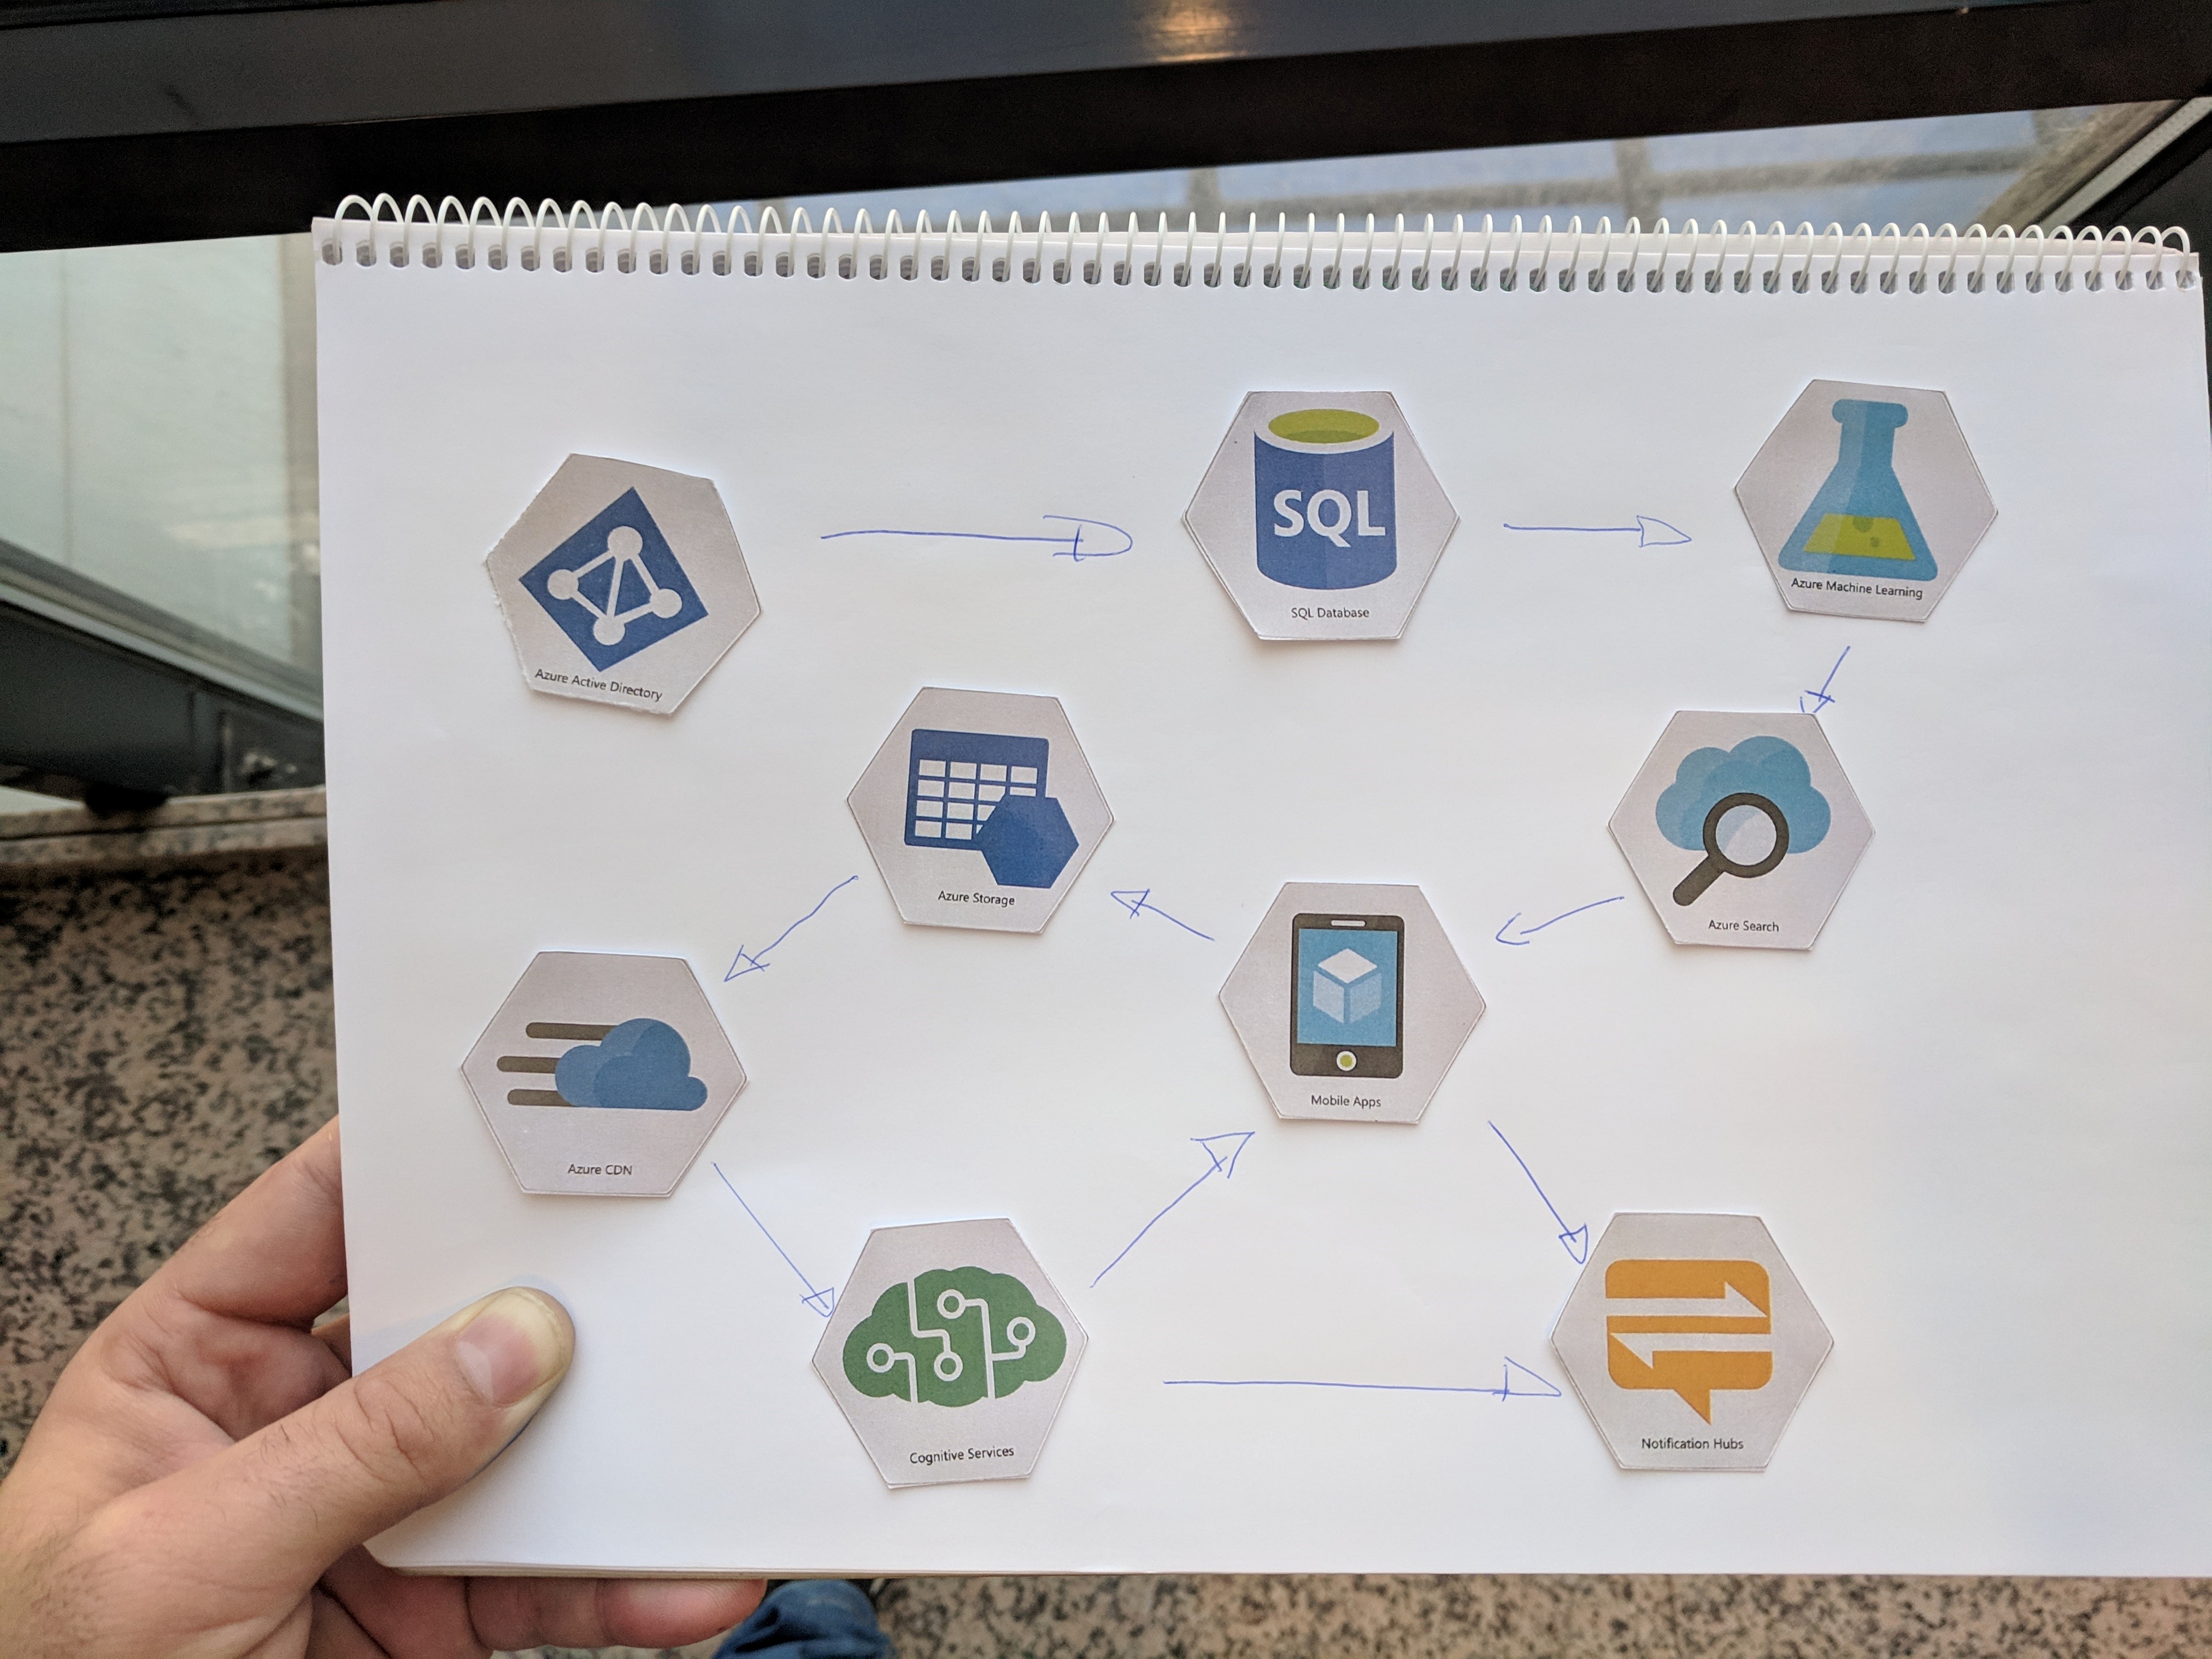 SQL
SQL Database
Azure Machine Learning
Azure Active Directory
Azure Storage
Azure Search
Mobile Apps
Azure CDN
Cognitive Services
Notification Hubs